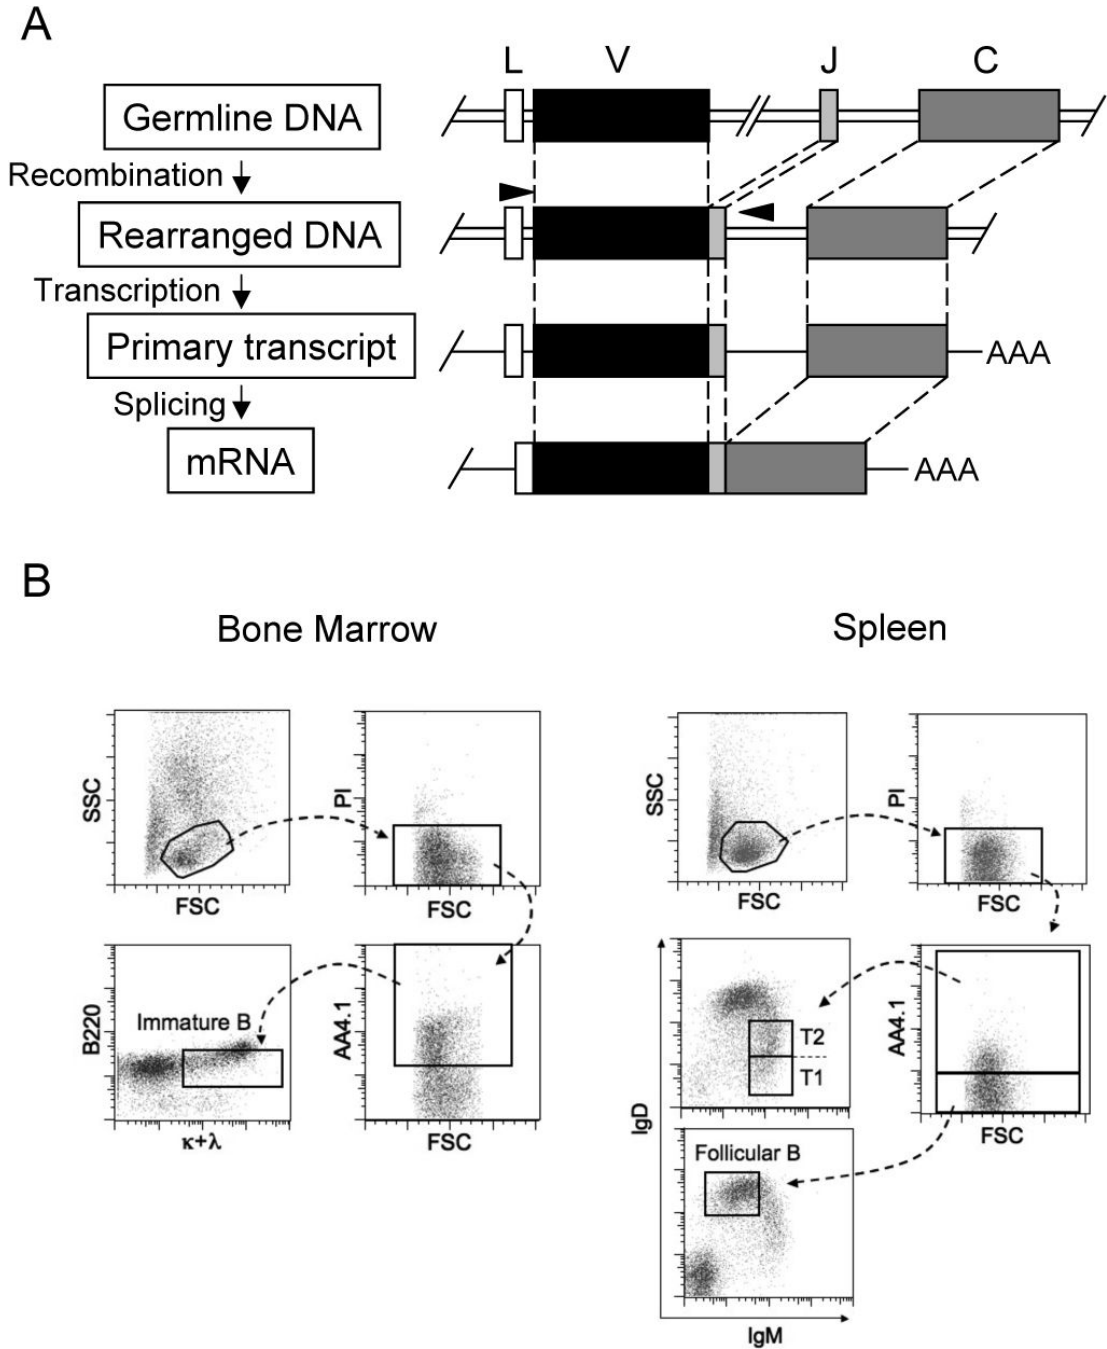 A
L V J C
Germline DNA
Recombination
Rearranged DNA
Transcription
Primary transcript
AAA
Splicing
mRNA
AAA
B
Bone Marrow
Spleen
SSC
FSC
PI
FSC
SSC
FSC
PI
FSC
B220
Immature B
κ+λ
AA4.1
FSC
T2
T1
AA4.1
FSC
IgD
Follicular B
IgM